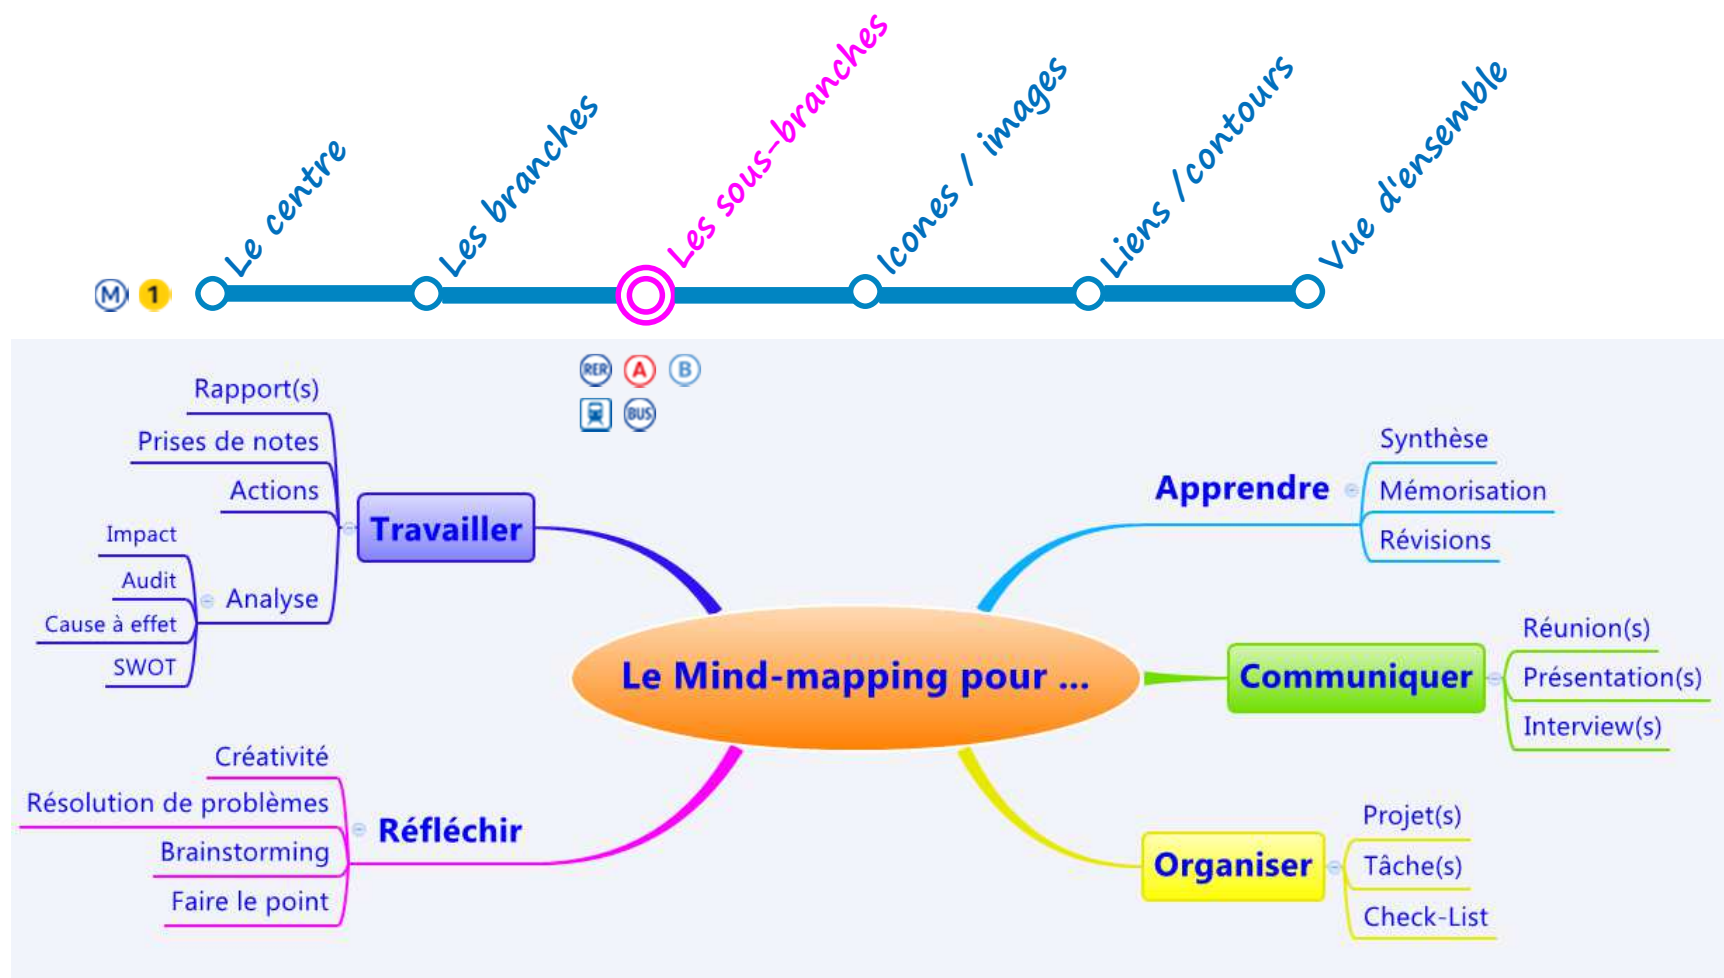 Le centre
Les branches
Les sous-branches
Icones / images
Liens /contours
Vue d'ensemble
M 1
RER A B
BUS
Rapport(s)
Prises de notes
Actions
Travailler
Impact
Audit
Analyse
Cause à effet
SWOT
Le Mind-mapping pour ...
Créativité
Résolution de problèmes
Réfléchir
Brainstorming
Faire le point
Synthèse
Apprendre
Mémorisation
Révisions
Réunion(s)
Communiquer
Présentation(s)
Interview(s)
Projet(s)
Organiser
Tâche(s)
Check-List